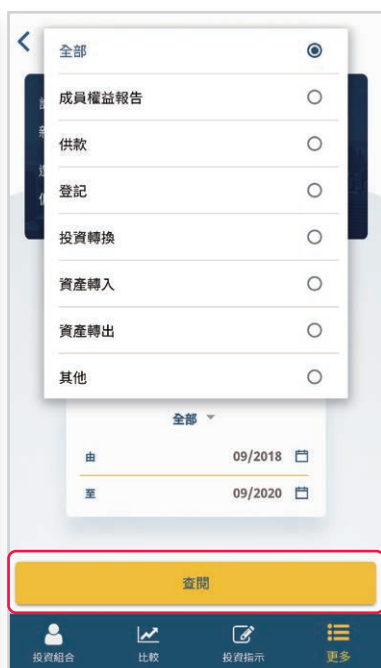 全部
成員權益報告
供款
登記
投資轉換
資產轉入
資產轉出
其他
全部
由 09/2018
至 09/2020
查閱
投資組合 比較 投資指示 更多